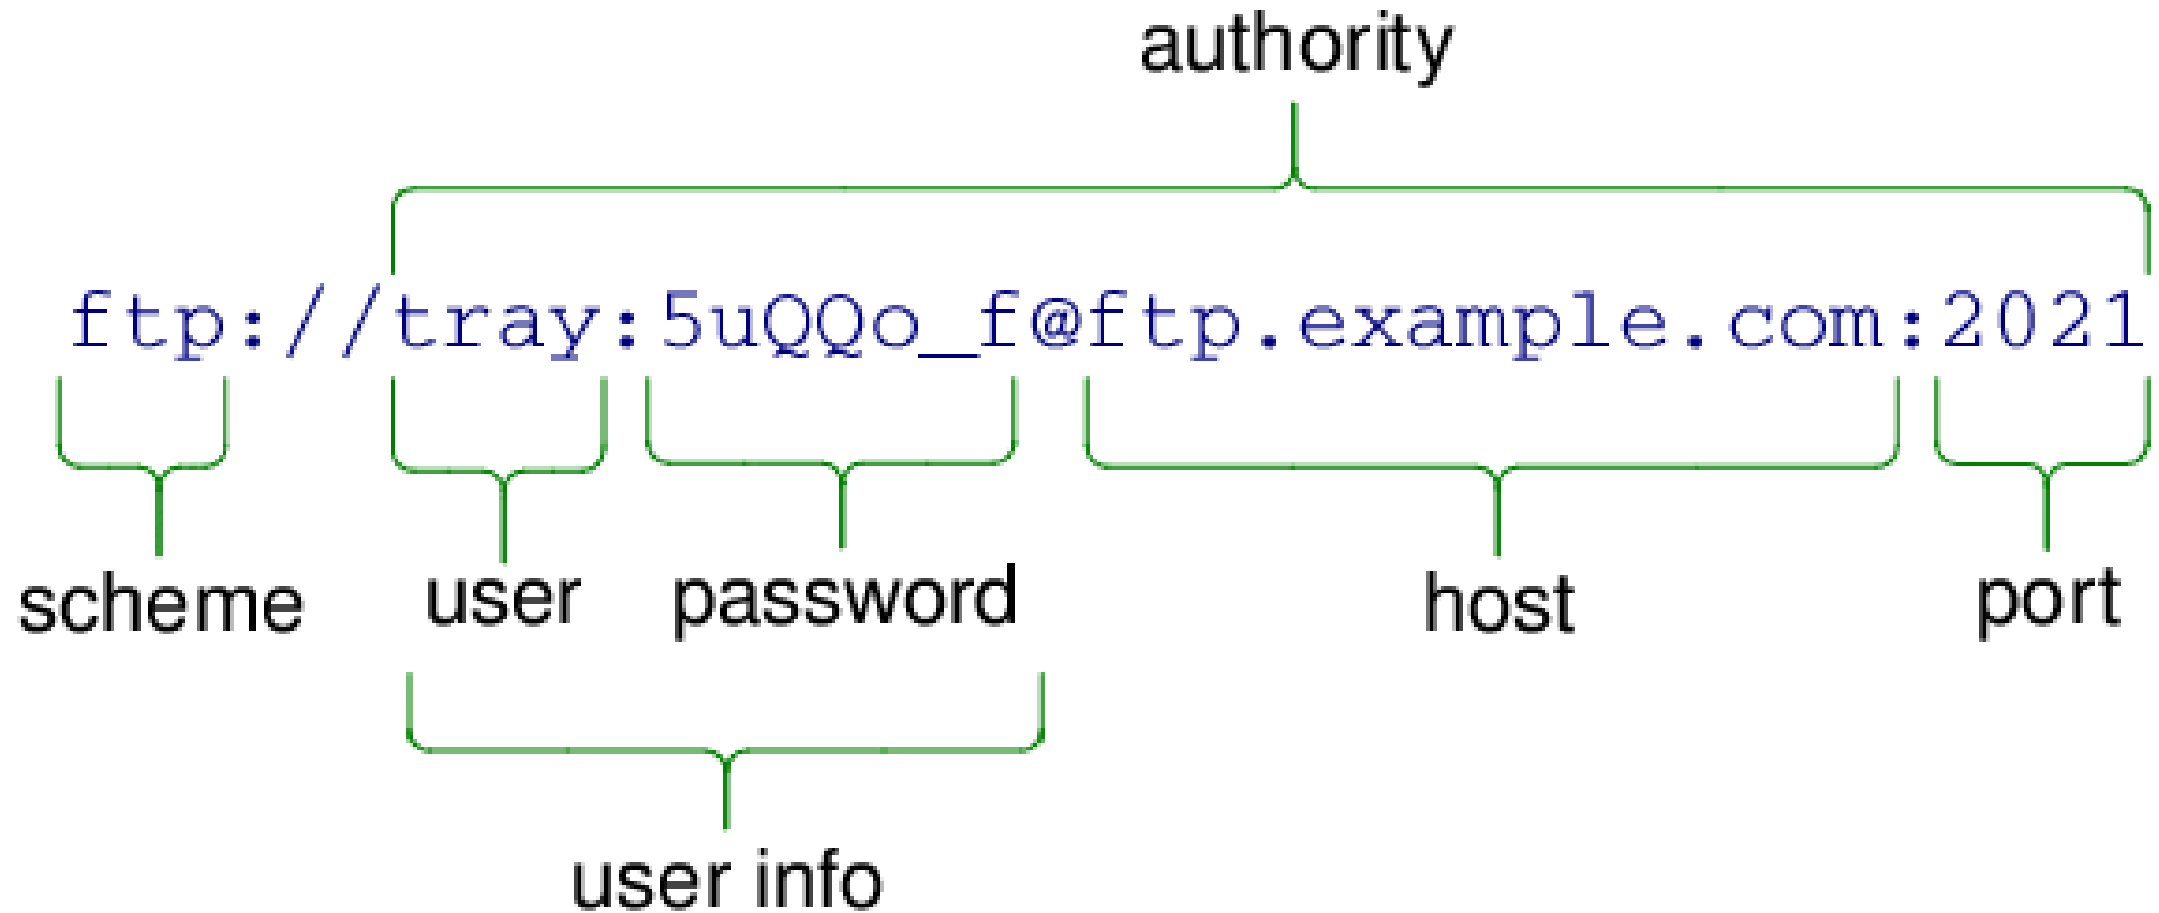 authority
ftp://tray:5uQQo_f@ftp.example.com:2021
scheme user password host port
user info